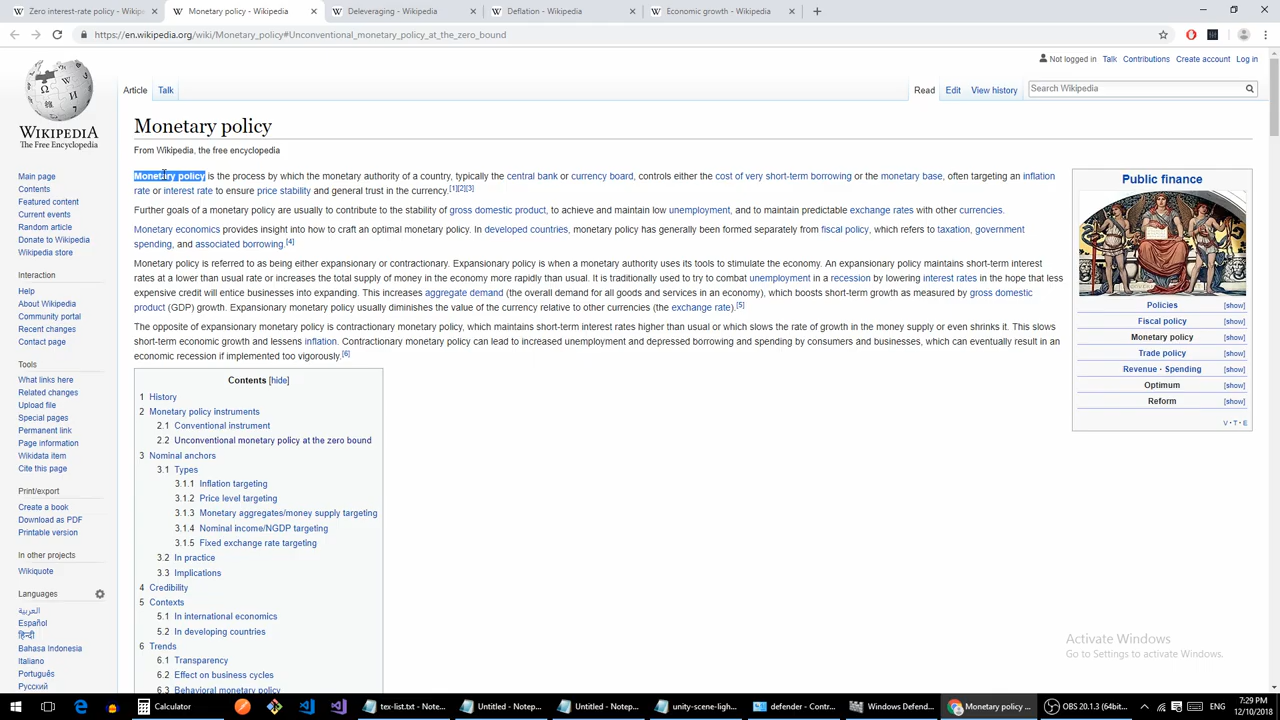 Zero interest-rate policy - Wikipe
Monetary policy - Wikipedia
Deleveraging - Wikipedia
Deflation - Wikipedia
Economic growth - Wikipedia
https://en.wikipedia.org/wiki/Monetary_policy#Unconventional_monetary_policy_at_the_zero_bound
Not logged in Talk Contributions Create account Log in
Article Talk
Read Edit View history
Search Wikipedia
WIKIPEDIA
The Free Encyclopedia
Main page
Contents
Featured content
Current events
Random article
Donate to Wikipedia
Wikipedia store
Interaction
Help
About Wikipedia
Community portal
Recent changes
Contact page
Tools
What links here
Related changes
Upload file
Special pages
Permanent link
Page information
Wikidata item
Cite this page
Print/export
Create a book
Download as PDF
Printable version
In other projects
Wikiquote
Languages
العربية
Español
हिन्दी
Bahasa Indonesia
Italiano
Português
Русский
Monetary policy
From Wikipedia, the free encyclopedia
Monetary policy is the process by which the monetary authority of a country, typically the central bank or currency board, controls either the cost of very short-term borrowing or the monetary base, often targeting an inflation
rate or interest rate to ensure price stability and general trust in the currency.[1][2][3]
Further goals of a monetary policy are usually to contribute to the stability of gross domestic product, to achieve and maintain low unemployment, and to maintain predictable exchange rates with other currencies.
Monetary economics provides insight into how to craft an optimal monetary policy. In developed countries, monetary policy has generally been formed separately from fiscal policy, which refers to taxation, government
spending, and associated borrowing.[4]
Monetary policy is referred to as being either expansionary or contractionary. Expansionary policy is when a monetary authority uses its tools to stimulate the economy. An expansionary policy maintains short-term interest
rates at a lower than usual rate or increases the total supply of money in the economy more rapidly than usual. It is traditionally used to try to combat unemployment in a recession by lowering interest rates in the hope that less
expensive credit will entice businesses into expanding. This increases aggregate demand (the overall demand for all goods and services in an economy), which boosts short-term growth as measured by gross domestic
product (GDP) growth. Expansionary monetary policy usually diminishes the value of the currency relative to other currencies (the exchange rate).[5]
The opposite of expansionary monetary policy is contractionary monetary policy, which maintains short-term interest rates higher than usual or which slows the rate of growth in the money supply or even shrinks it. This slows
short-term economic growth and lessens inflation. Contractionary monetary policy can lead to increased unemployment and depressed borrowing and spending by consumers and businesses, which can eventually result in an
economic recession if implemented too vigorously.[6]
Contents [hide]
1 History
2 Monetary policy instruments
2.1 Conventional instrument
2.2 Unconventional monetary policy at the zero bound
3 Nominal anchors
3.1 Types
3.1.1 Inflation targeting
3.1.2 Price level targeting
3.1.3 Monetary aggregates/money supply targeting
3.1.4 Nominal income/NGDP targeting
3.1.5 Fixed exchange rate targeting
3.2 In practice
3.3 Implications
4 Credibility
5 Contexts
5.1 In international economics
5.2 In developing countries
6 Trends
6.1 Transparency
6.2 Effect on business cycles
6.3 Behavioral monetary policy
Public finance
Policies [show]
Fiscal policy [show]
Monetary policy [show]
Trade policy [show]
Revenue · Spending [show]
Optimum [show]
Reform [show]
V · T · E
Activate Windows
Go to Settings to activate Windows.
Calculator
tex-list.txt - Note...
Untitled - Notep...
Untitled - Notep...
unity-scene-ligh...
defender - Contr...
Windows Defend...
Monetary policy ...
OBS 20.1.3 (64bit...
7:29 PM
12/10/2018